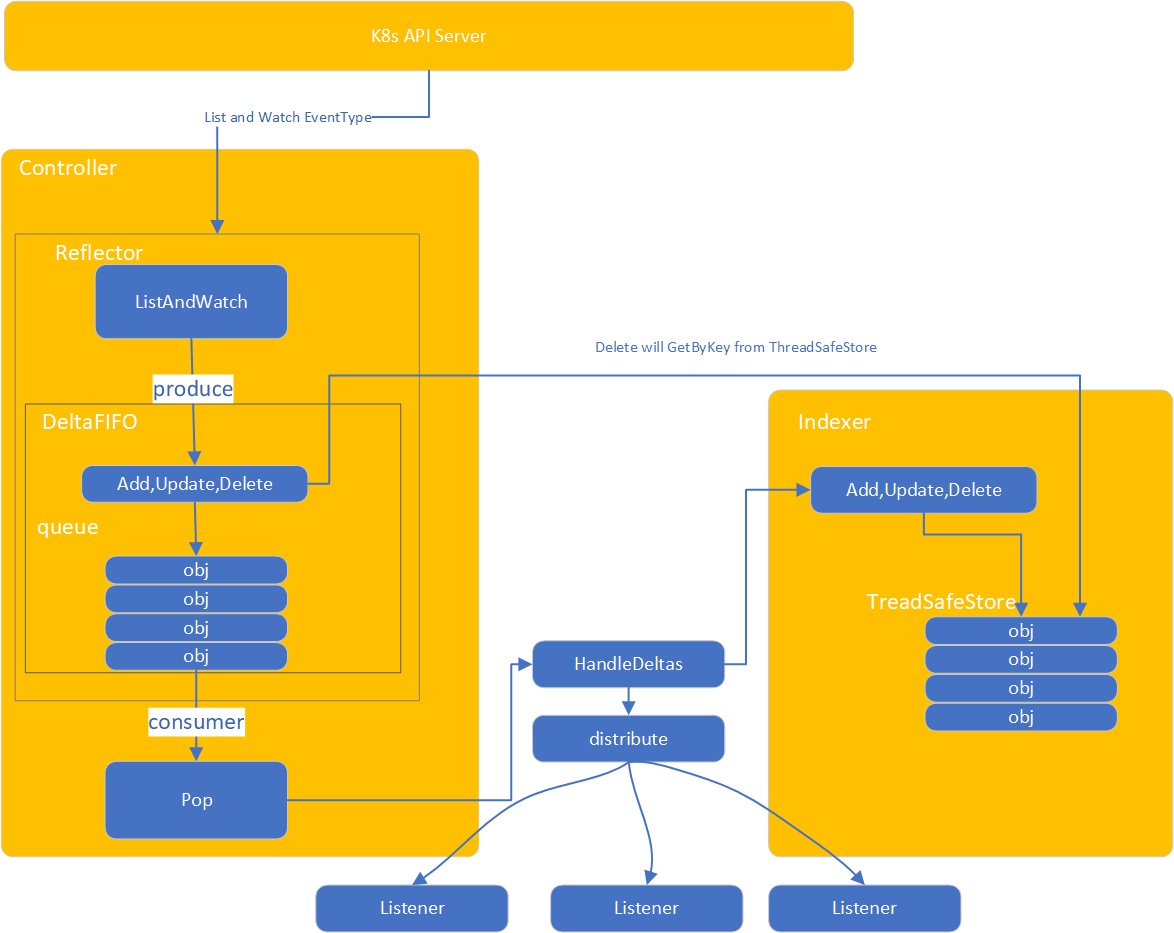 K8s API Server
List and Watch EventType
Controller
Reflector
ListAndWatch
Delete will GetByKey from ThreadSafeStore
produce
DeltaFIFO
Indexer
Add,Update,Delete
Add,Update,Delete
queue
obj
obj
obj
obj
TreadSafeStore
obj
obj
obj
obj
HandleDeltas
consumer
distribute
Pop
Listener
Listener
Listener